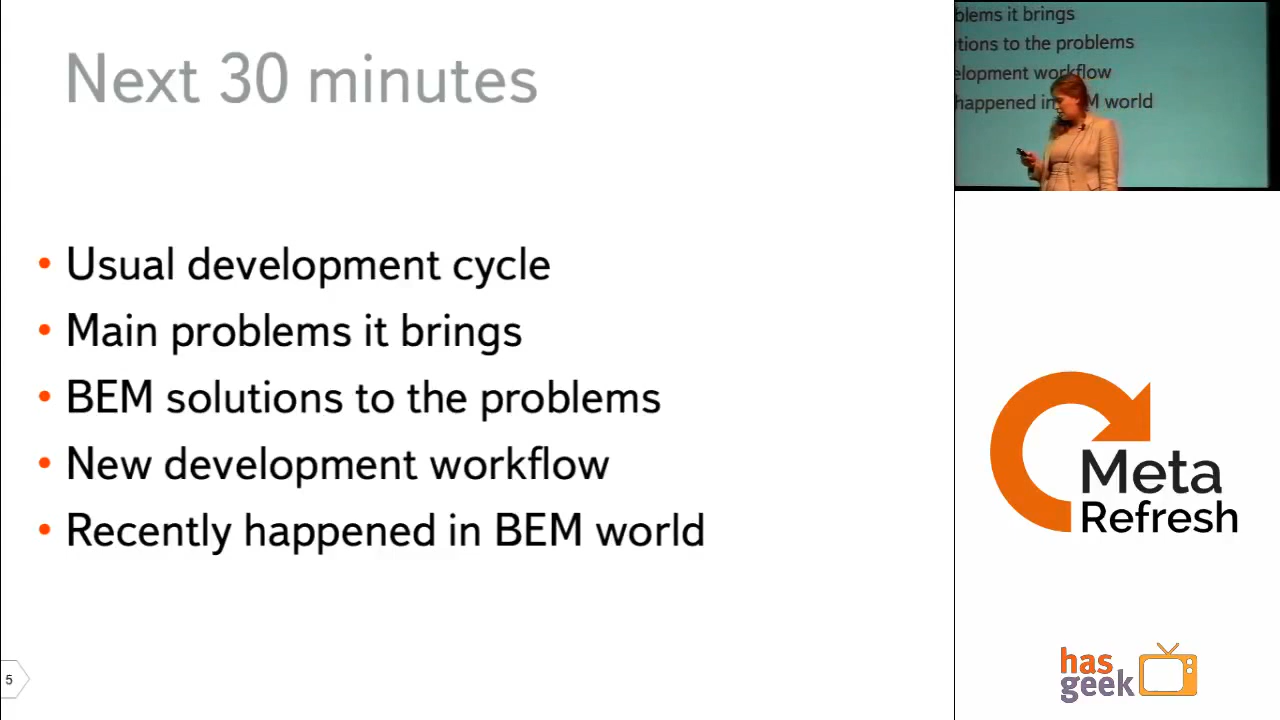 Next 30 minutes
• Usual development cycle
• Main problems it brings
• BEM solutions to the problems
• New development workflow
• Recently happened in BEM world
5
blems it brings
tions to the problems
elopment workflow
happened in BEM world
Meta
Refresh
has
geek